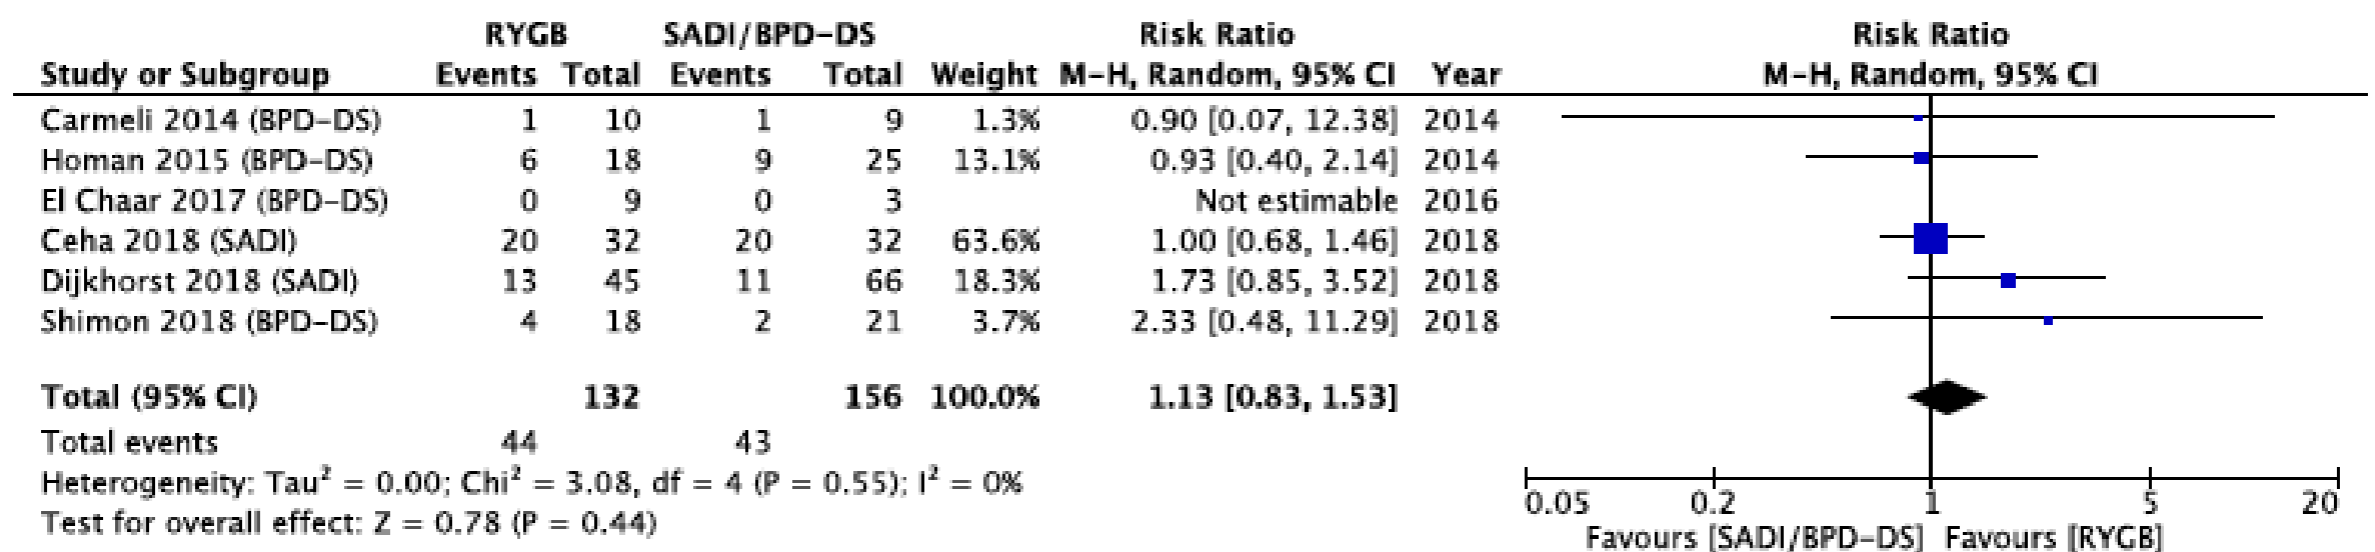 RYGB SADI/BPD-DS Risk Ratio Risk Ratio
Study or Subgroup Events Total Events Total Weight M-H, Random, 95% CI Year M-H, Random, 95% CI
Carmeli 2014 (BPD-DS) 1 10 1 9 1.3% 0.90 [0.07, 12.38] 2014
Homan 2015 (BPD-DS) 6 18 9 25 13.1% 0.93 [0.40, 2.14] 2014
El Chaar 2017 (BPD-DS) 0 9 0 3 Not estimable 2016
Ceha 2018 (SADI) 20 32 20 32 63.6% 1.00 [0.68, 1.46] 2018
Dijkhorst 2018 (SADI) 13 45 11 66 18.3% 1.73 [0.85, 3.52] 2018
Shimon 2018 (BPD-DS) 4 18 2 21 3.7% 2.33 [0.48, 11.29] 2018
Total (95% CI) 132 156 100.0% 1.13 [0.83, 1.53]
Total events 44 43
Heterogeneity: Tau² = 0.00; Chi² = 3.08, df = 4 (P = 0.55); I² = 0%
Test for overall effect: Z = 0.78 (P = 0.44)
0.05 0.2 1 5 20
Favours [SADI/BPD-DS] Favours [RYGB]